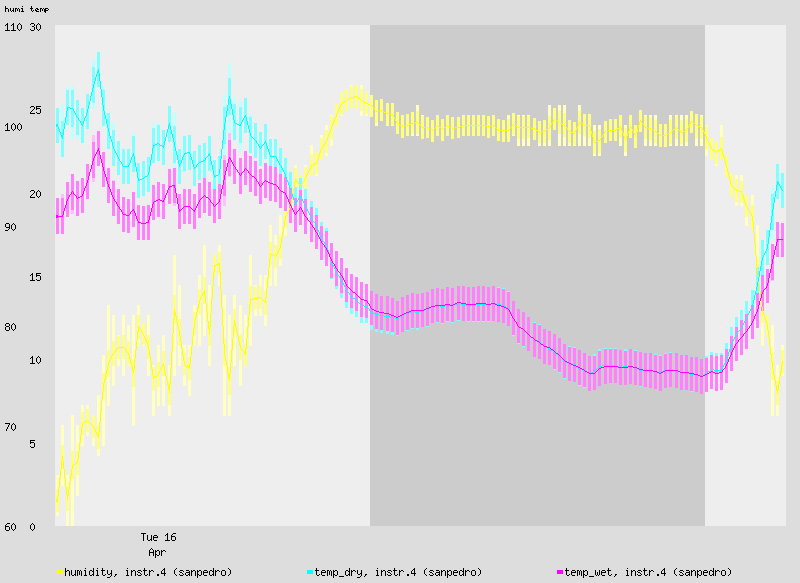 humi temp
110 30
25
100
20
90
15
80
10
70
5
60 0
Tue 16
Apr
humidity, instr.4 (sanpedro) temp_dry, instr.4 (sanpedro) temp_wet, instr.4 (sanpedro)